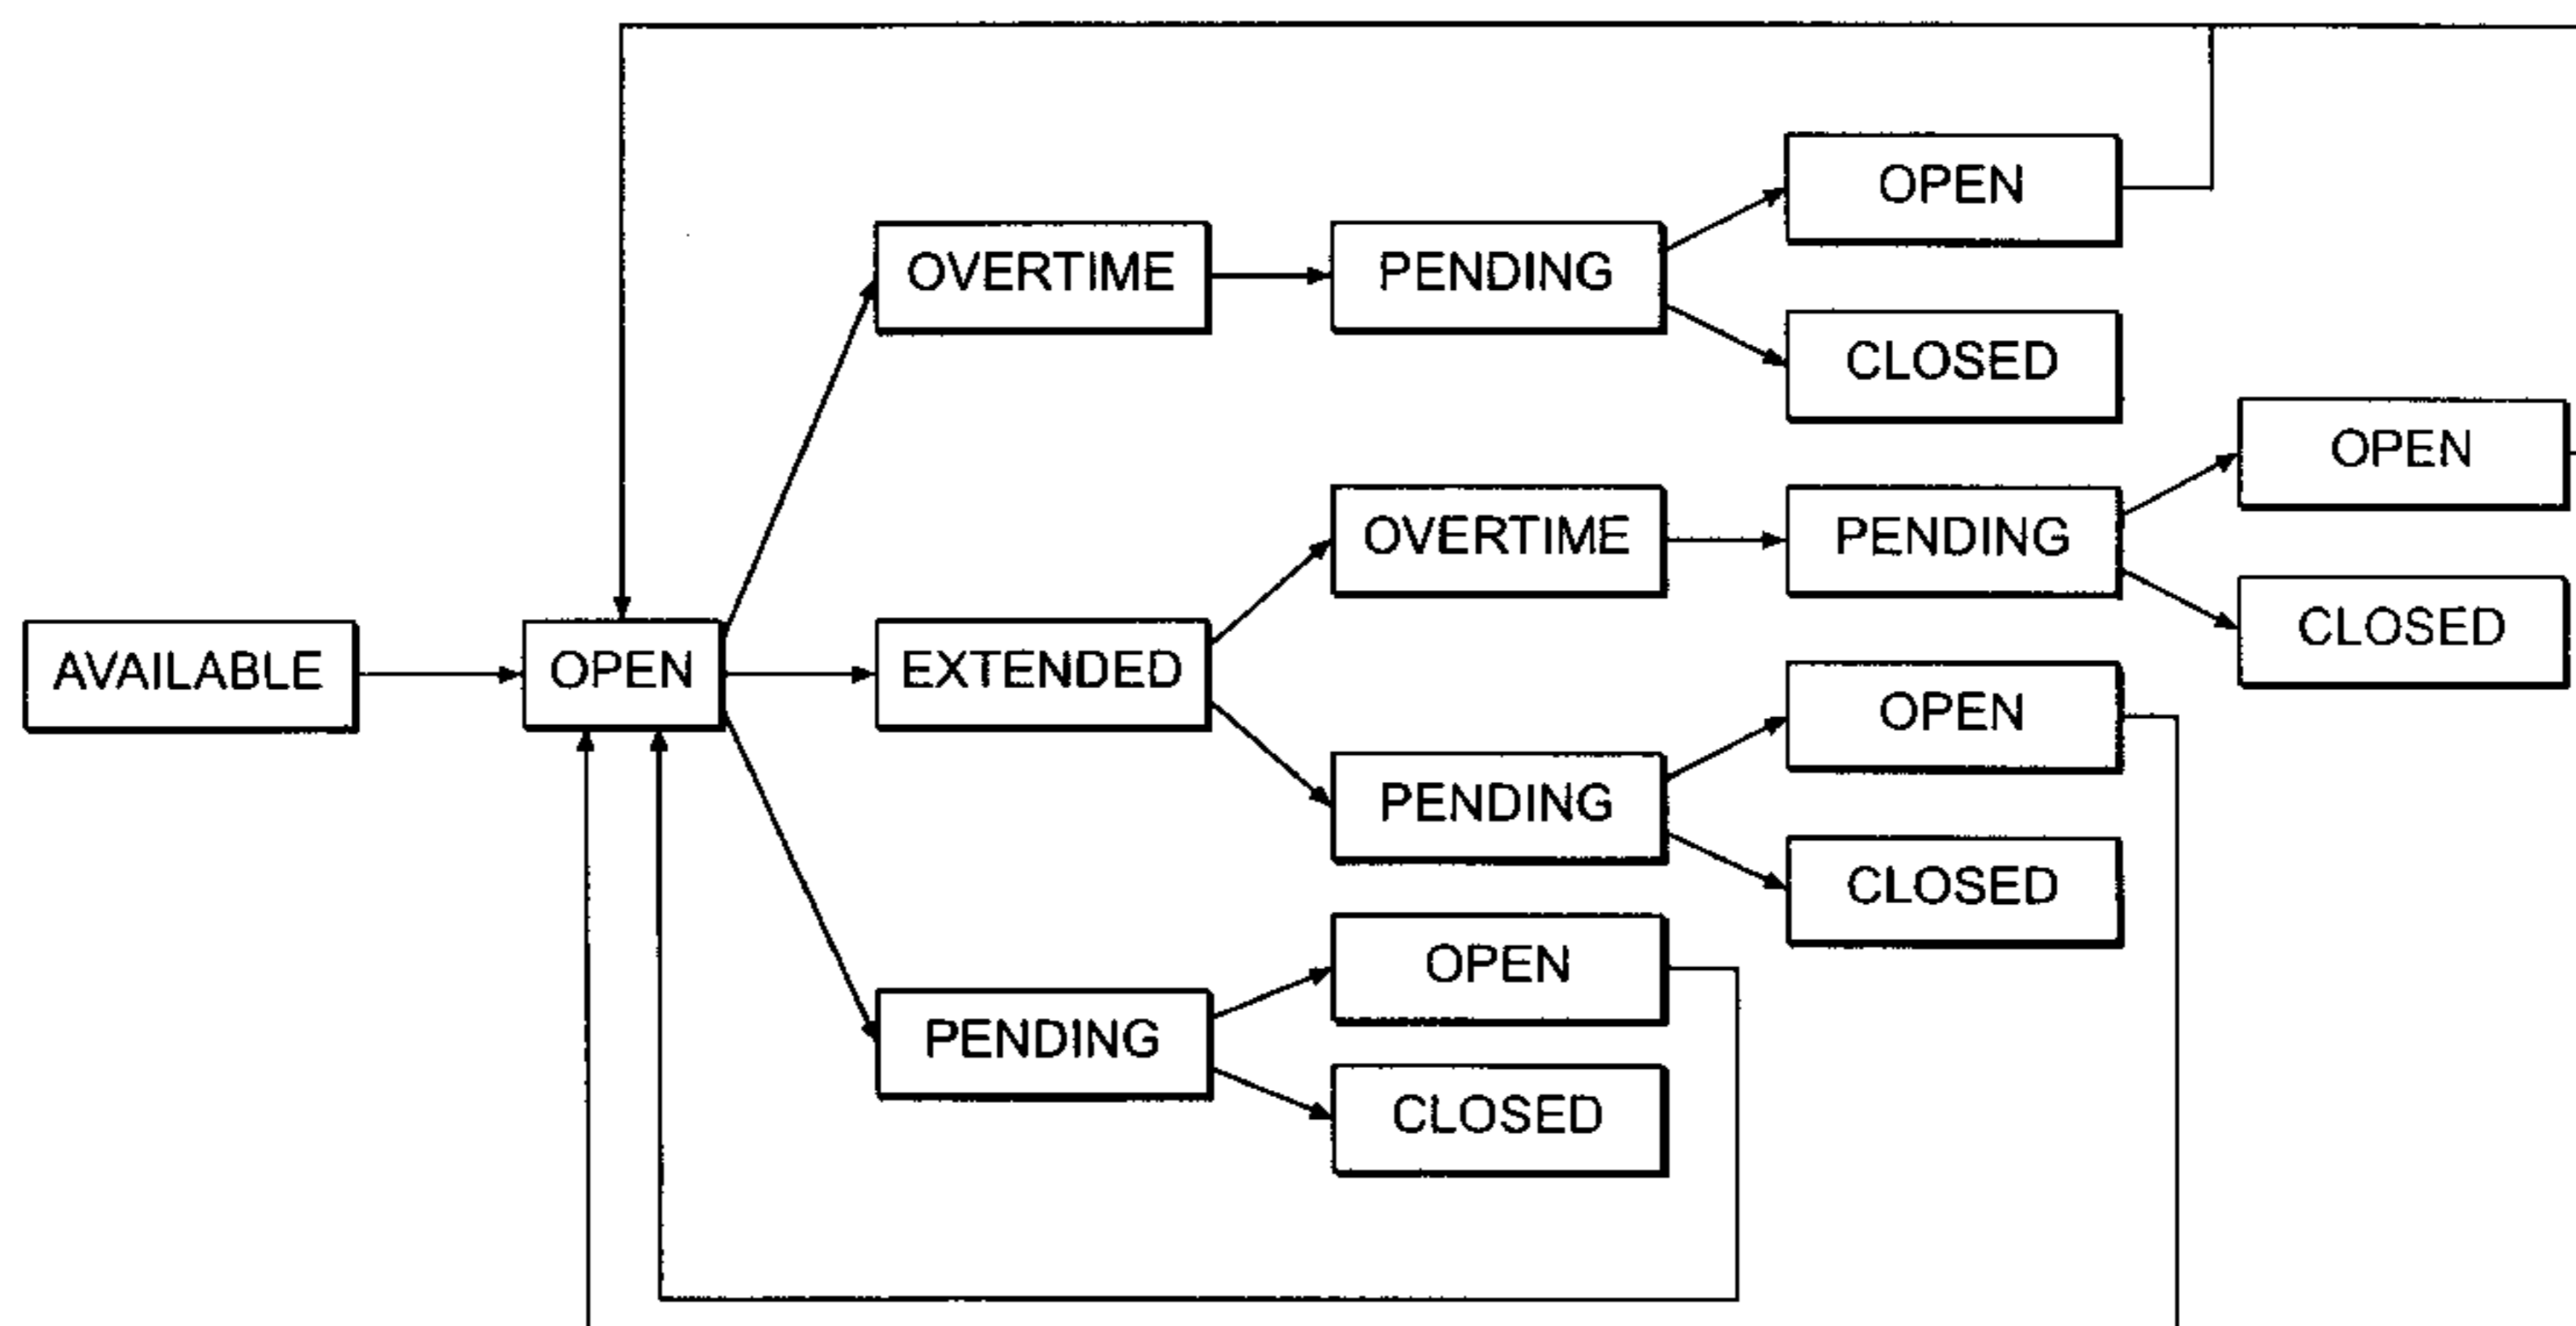 OPEN
OVERTIME
PENDING
CLOSED
OPEN
OVERTIME
PENDING
CLOSED
AVAILABLE
OPEN
EXTENDED
OPEN
PENDING
CLOSED
OPEN
PENDING
CLOSED